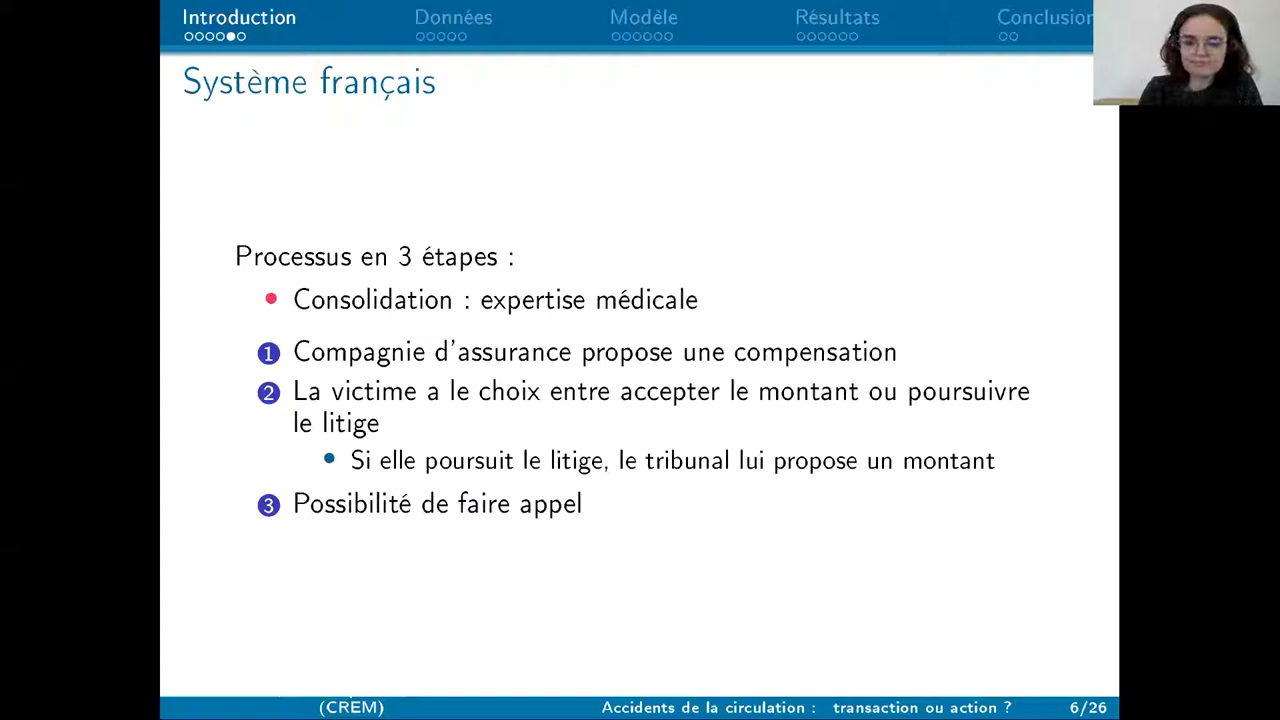 Introduction Données Modèle Résultats Conclusion
Système français
Processus en 3 étapes :
Consolidation : expertise médicale
1 Compagnie d'assurance propose une compensation
2 La victime a le choix entre accepter le montant ou poursuivre
le litige
Si elle poursuit le litige, le tribunal lui propose un montant
3 Possibilité de faire appel
(CREM) Accidents de la circulation : transaction ou action ? 6/26